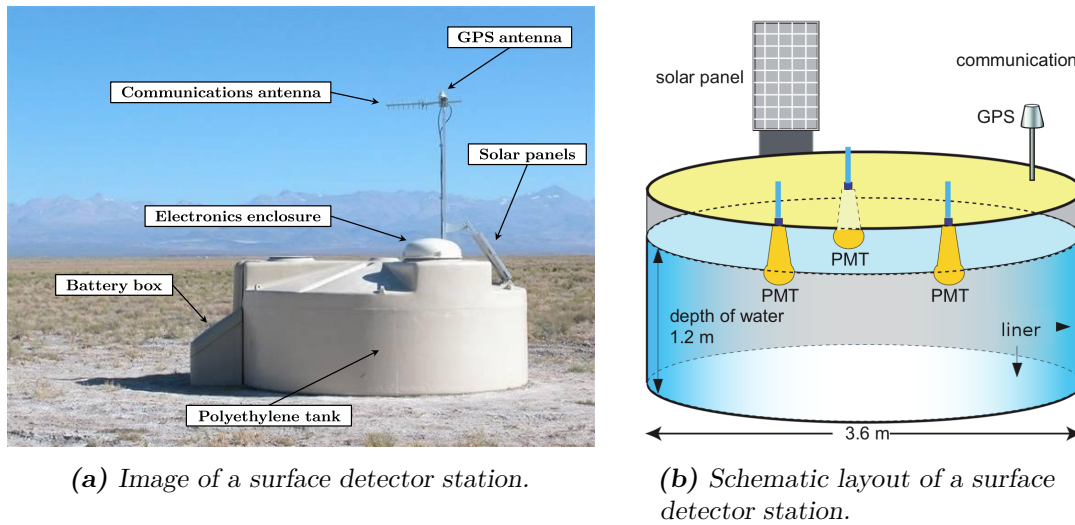 GPS antenna
Communications antenna
Solar panels
Electronics enclosure
Battery box
Polyethylene tank
(a) Image of a surface detector station.
solar panel
communication
GPS
PMT
PMT
PMT
depth of water
1.2 m
liner
3.6 m
(b) Schematic layout of a surface
detector station.